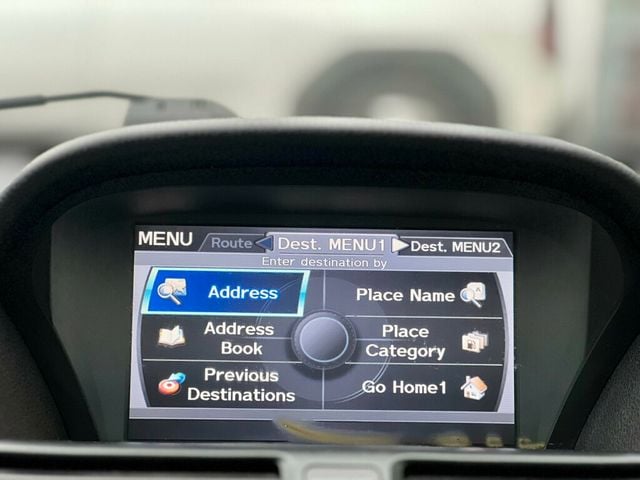 MENU Route Dest. MENU1 Dest. MENU2
Enter destination by
Address
Place Name
Address
Book
Place
Category
Previous
Destinations
Go Home1